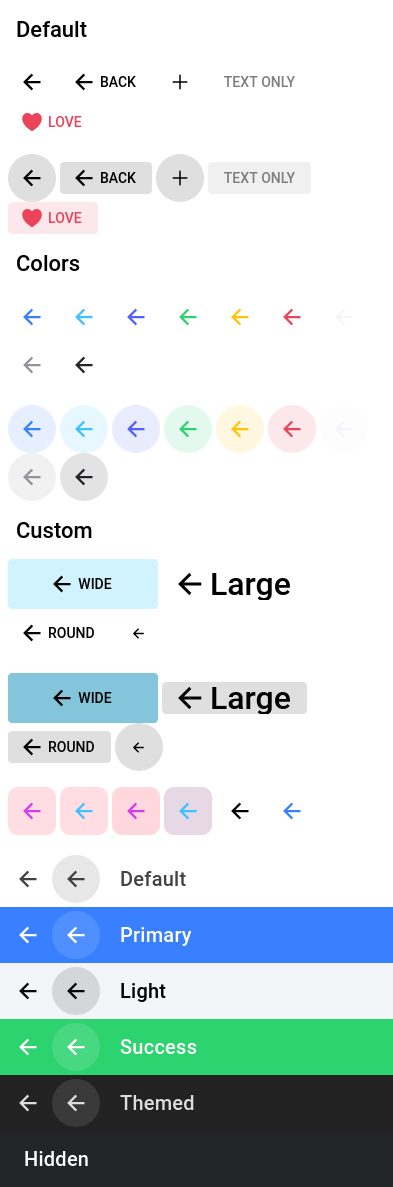 Default
BACK TEXT ONLY
LOVE
BACK TEXT ONLY
LOVE
Colors
Custom
WIDE Large
ROUND
WIDE Large
ROUND
Default
Primary
Light
Success
Themed
Hidden